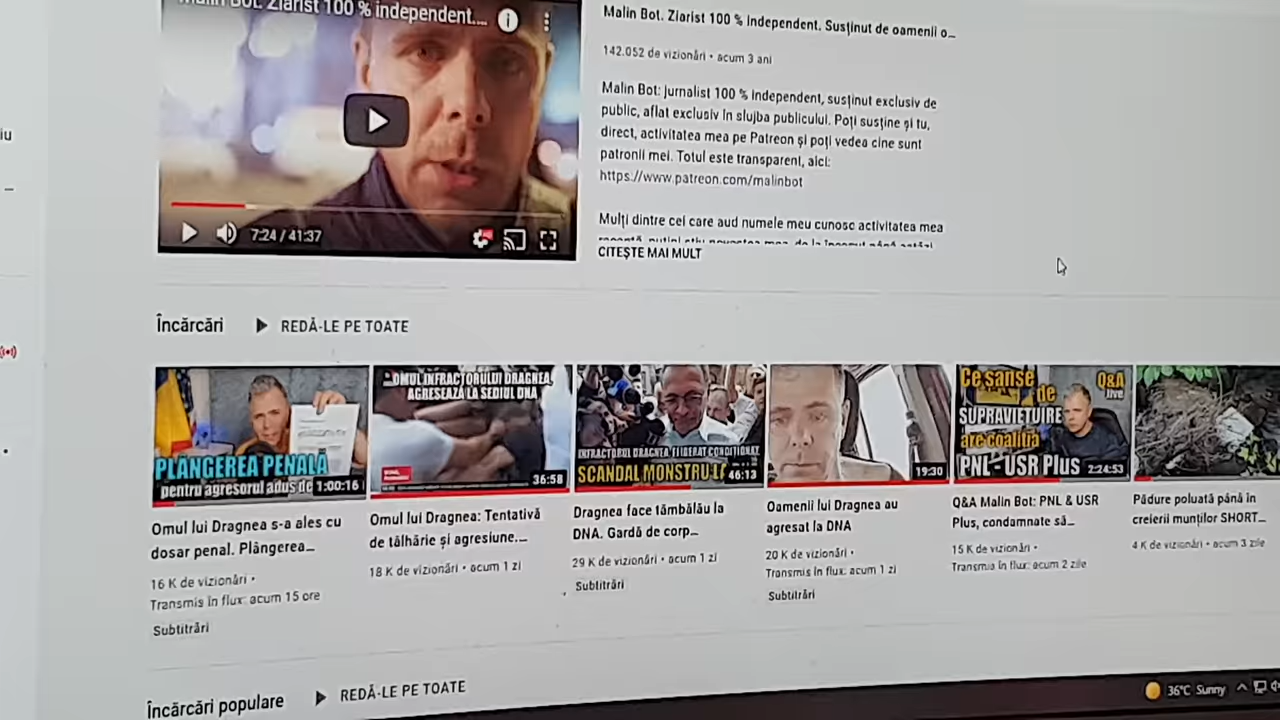 Malin Bot. Ziarist 100 % independent....
Malin Bot. Ziarist 100 % independent. Susținut de oamenii o...
142.052 de vizionări • acum 3 ani
Malin Bot: jurnalist 100 % independent, susținut exclusiv de
public, aflat exclusiv în slujba publicului. Poți susține și tu,
direct, activitatea mea pe Patreon și poți vedea cine sunt
patronii mei. Totul este transparent, aici:
https://www.patreon.com/malinbot
Mulți dintre cei care aud numele meu cunosc activitatea mea
CITEȘTE MAI MULT
7:24 / 41:37
iu
Încărcări
REDĂ-LE PE TOATE
PLÂNGEREA PENALĂ
pentru agresorul adus de
1:00:16
Omul lui Dragnea s-a ales cu
dosar penal. Plângerea...
16 K de vizionări •
Transmis în flux: acum 15 ore
Subtitrări
OMUL INFRACTORULUI DRAGNEA,
AGRESEAZĂ LA SEDIUL DNA
36:58
Omul lui Dragnea: Tentativă
de tâlhărie și agresiune....
18 K de vizionări • acum 1 zi
INFRACTORUL DRAGNEA, ELIBERAT CONDIȚIONAT,
SCANDAL MONSTRU L
46:13
Dragnea face tămbălău la
DNA. Gardă de corp...
29 K de vizionări • acum 1 zi
Subtitrări
19:30
Oamenii lui Dragnea au
agresat la DNA
20 K de vizionări •
Transmis în flux: acum 1 zi
Subtitrări
Ce șanse
de
Q&A
live
SUPRAVIEȚUIRE
are coaliția
PNL - USR Plus
2:24:53
Q&A Malin Bot: PNL & USR
Plus, condamnate să...
15 K de vizionări •
Transmis în flux: acum 2 zile
Pădure poluată până în
creierii munților SHORT...
4 K de vizionări • acum 3 zile
Încărcări populare
REDĂ-LE PE TOATE
36°C Sunny